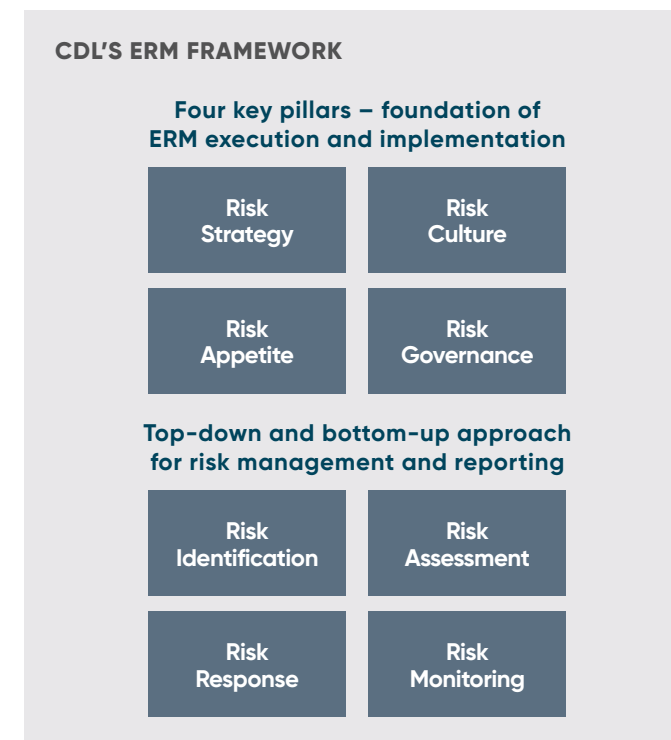 CDL’S ERM FRAMEWORK
Four key pillars – foundation of
ERM execution and implementation
Risk
Strategy
Risk
Culture
Risk
Appetite
Risk
Governance
Top-down and bottom-up approach
for risk management and reporting
Risk
Identification
Risk
Assessment
Risk
Response
Risk
Monitoring